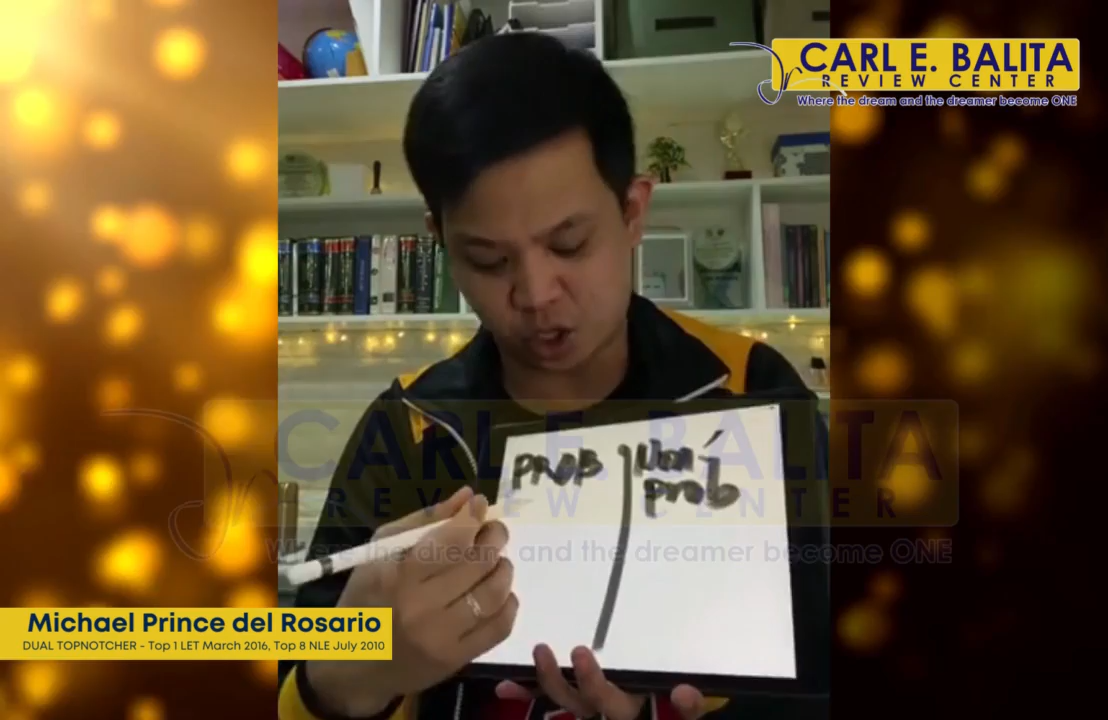 CARL E. BALITA
REVIEW CENTER
Where the dream and the dreamer become ONE
PROB
Non
prob
CARL E. BALITA
REVIEW CENTER
Where the dream and the dreamer become ONE
Michael Prince del Rosario
DUAL TOPNOTCHER - Top 1 LET March 2016, Top 8 NLE July 2010